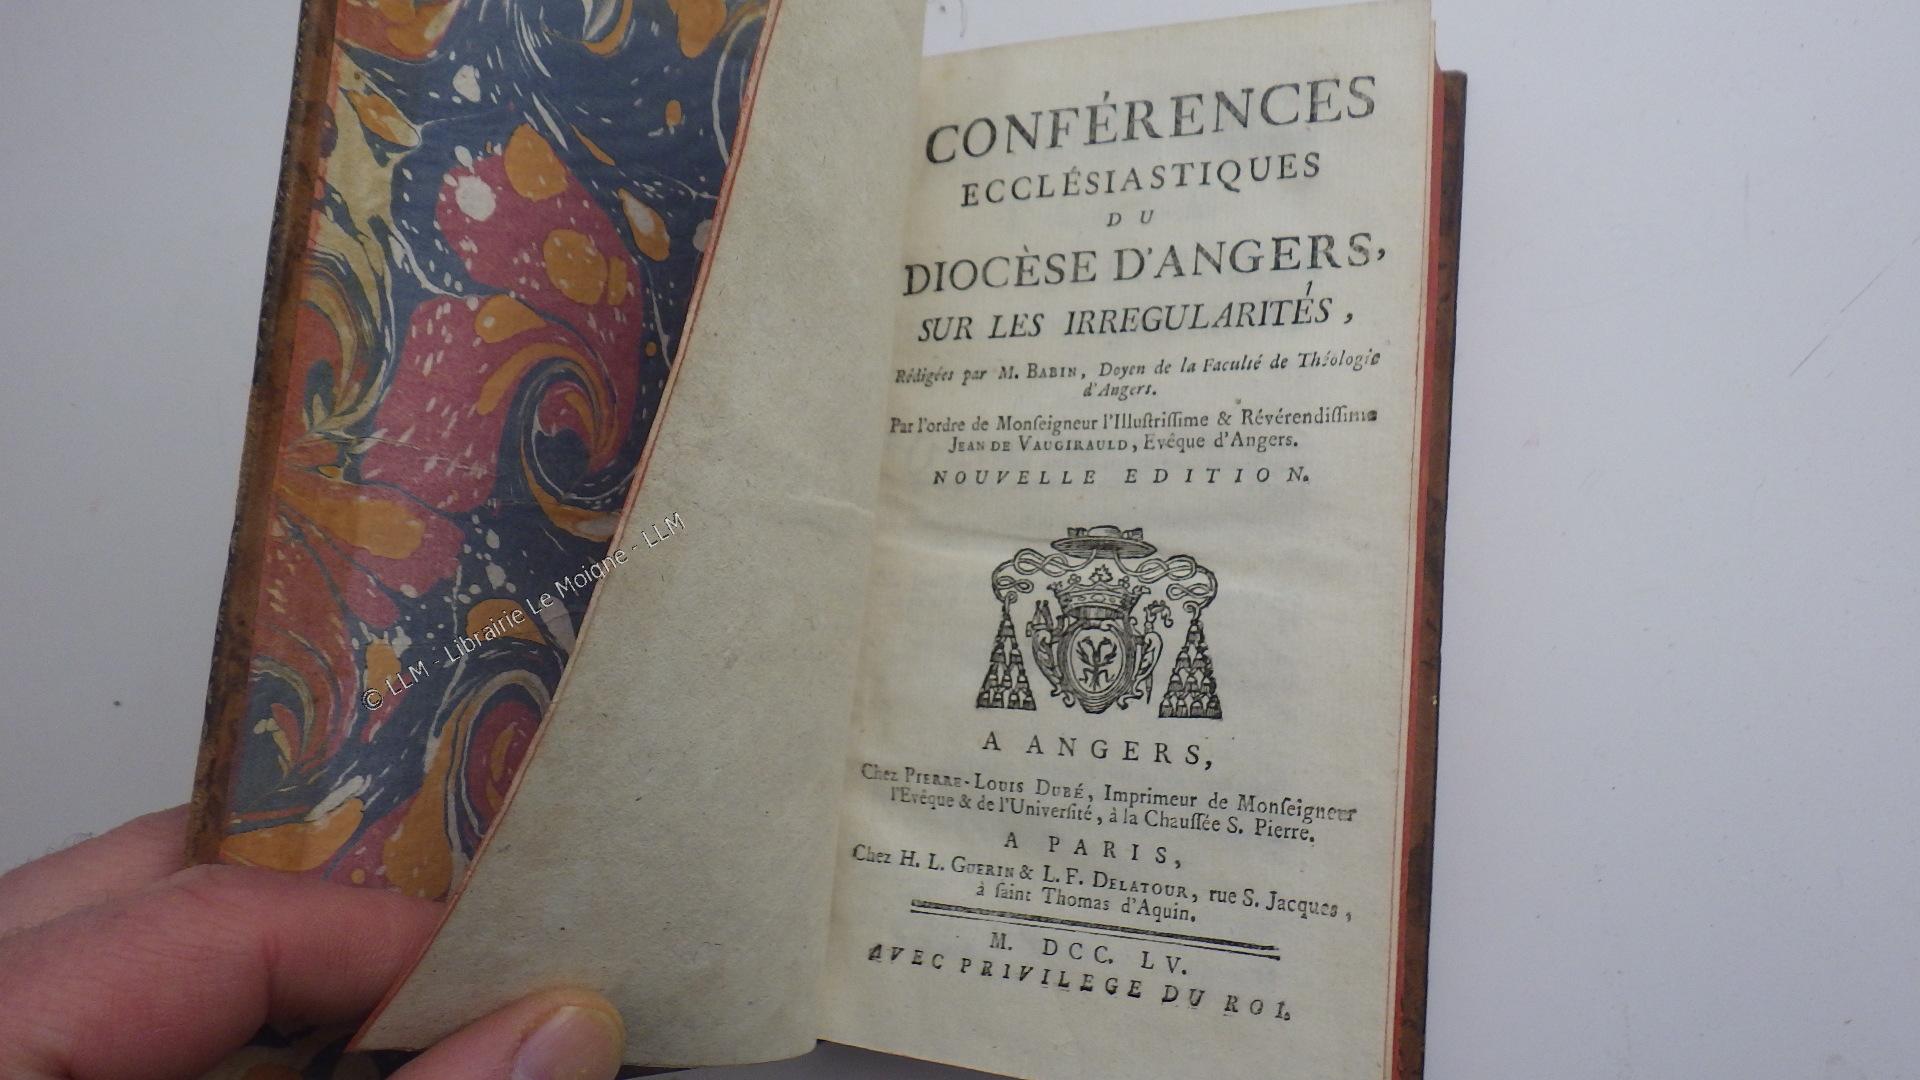 CONFÉRENCES
ECCLÉSIASTIQUES
DU
DIOCÈSE D'ANGERS,
SUR LES IRREGULARITÉS,
Rédigées par M. BABIN, Doyen de la Faculté de Théologie
d'Angers.
Par l'ordre de Monſeigneur l'Illuſtriſſime & Révérendiſſime
JEAN DE VAUGIRAULD, Evêque d'Angers.
NOUVELLE EDITION.
A ANGERS,
Chez PIERRE-LOUIS DUBÉ, Imprimeur de Monſeigneur
l'Evêque & de l'Univerſité, à la Chauſſée S. Pierre.
A PARIS,
Chez H. L. GUERIN & L. F. DELATOUR, rue S. Jacques,
à ſaint Thomas d'Aquin.
M. DCC. LV.
AVEC PRIVILEGE DU ROI.
© LLM - Librairie Le Moigne - LLM